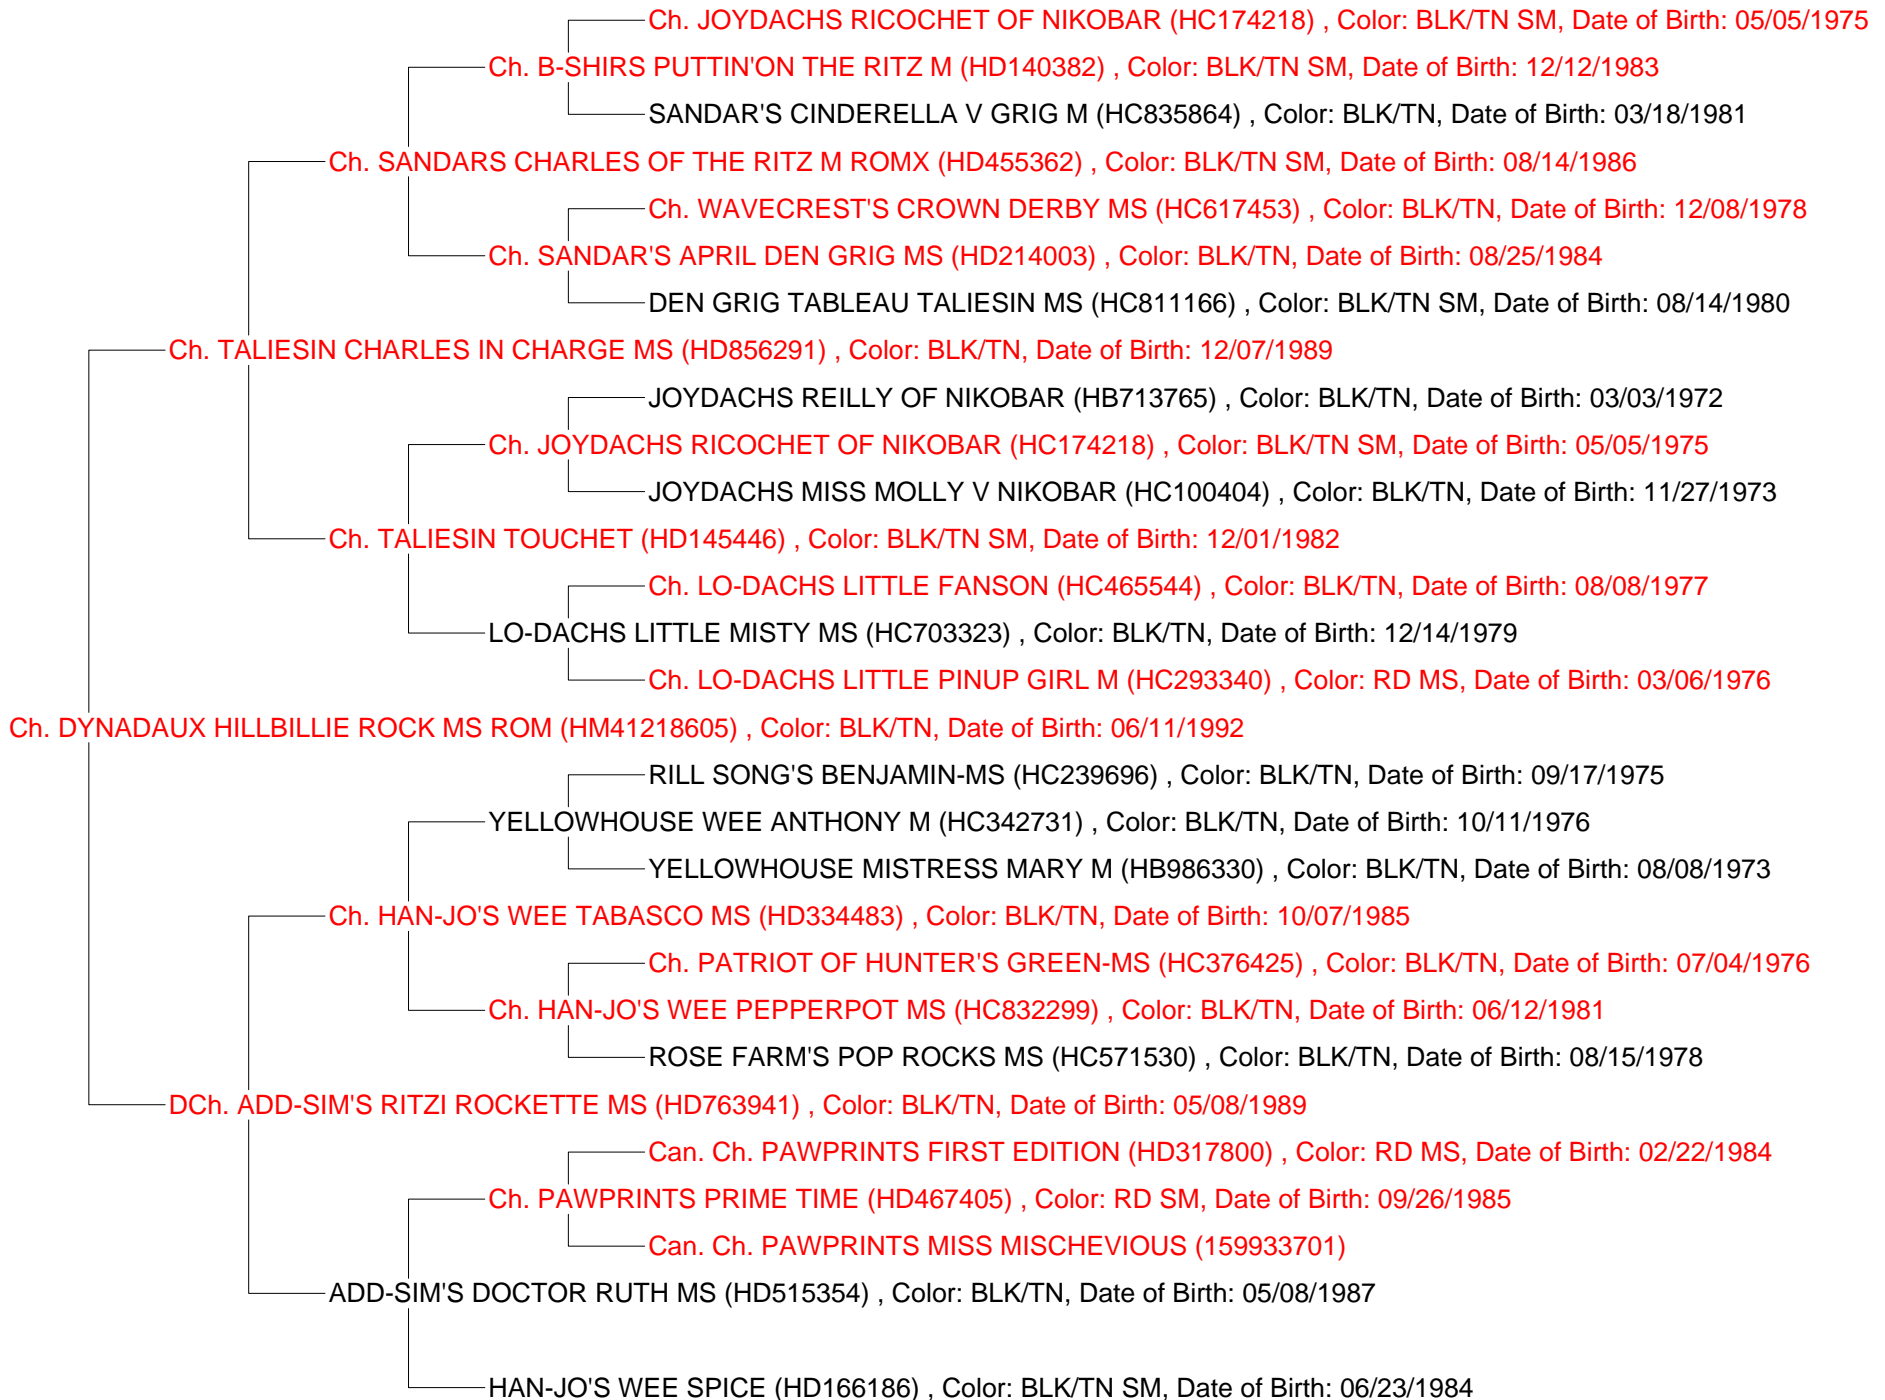 Ch. JOYDACHS RICOCHET OF NIKOBAR (HC174218) , Color: BLK/TN SM, Date of Birth: 05/05/1975
Ch. B-SHIRS PUTTIN'ON THE RITZ M (HD140382) , Color: BLK/TN SM, Date of Birth: 12/12/1983
SANDAR'S CINDERELLA V GRIG M (HC835864) , Color: BLK/TN, Date of Birth: 03/18/1981
Ch. SANDARS CHARLES OF THE RITZ M ROMX (HD455362) , Color: BLK/TN SM, Date of Birth: 08/14/1986
Ch. WAVECREST'S CROWN DERBY MS (HC617453) , Color: BLK/TN, Date of Birth: 12/08/1978
Ch. SANDAR'S APRIL DEN GRIG MS (HD214003) , Color: BLK/TN, Date of Birth: 08/25/1984
DEN GRIG TABLEAU TALIESIN MS (HC811166) , Color: BLK/TN SM, Date of Birth: 08/14/1980
Ch. TALIESIN CHARLES IN CHARGE MS (HD856291) , Color: BLK/TN, Date of Birth: 12/07/1989
JOYDACHS REILLY OF NIKOBAR (HB713765) , Color: BLK/TN, Date of Birth: 03/03/1972
Ch. JOYDACHS RICOCHET OF NIKOBAR (HC174218) , Color: BLK/TN SM, Date of Birth: 05/05/1975
JOYDACHS MISS MOLLY V NIKOBAR (HC100404) , Color: BLK/TN, Date of Birth: 11/27/1973
Ch. TALIESIN TOUCHET (HD145446) , Color: BLK/TN SM, Date of Birth: 12/01/1982
Ch. LO-DACHS LITTLE FANSON (HC465544) , Color: BLK/TN, Date of Birth: 08/08/1977
LO-DACHS LITTLE MISTY MS (HC703323) , Color: BLK/TN, Date of Birth: 12/14/1979
Ch. LO-DACHS LITTLE PINUP GIRL M (HC293340) , Color: RD MS, Date of Birth: 03/06/1976
Ch. DYNADAUX HILLBILLIE ROCK MS ROM (HM41218605) , Color: BLK/TN, Date of Birth: 06/11/1992
RILL SONG'S BENJAMIN-MS (HC239696) , Color: BLK/TN, Date of Birth: 09/17/1975
YELLOWHOUSE WEE ANTHONY M (HC342731) , Color: BLK/TN, Date of Birth: 10/11/1976
YELLOWHOUSE MISTRESS MARY M (HB986330) , Color: BLK/TN, Date of Birth: 08/08/1973
Ch. HAN-JO'S WEE TABASCO MS (HD334483) , Color: BLK/TN, Date of Birth: 10/07/1985
Ch. PATRIOT OF HUNTER'S GREEN-MS (HC376425) , Color: BLK/TN, Date of Birth: 07/04/1976
Ch. HAN-JO'S WEE PEPPERPOT MS (HC832299) , Color: BLK/TN, Date of Birth: 06/12/1981
ROSE FARM'S POP ROCKS MS (HC571530) , Color: BLK/TN, Date of Birth: 08/15/1978
DCh. ADD-SIM'S RITZI ROCKETTE MS (HD763941) , Color: BLK/TN, Date of Birth: 05/08/1989
Can. Ch. PAWPRINTS FIRST EDITION (HD317800) , Color: RD MS, Date of Birth: 02/22/1984
Ch. PAWPRINTS PRIME TIME (HD467405) , Color: RD SM, Date of Birth: 09/26/1985
Can. Ch. PAWPRINTS MISS MISCHEVIOUS (159933701)
ADD-SIM'S DOCTOR RUTH MS (HD515354) , Color: BLK/TN, Date of Birth: 05/08/1987
HAN-JO'S WEE SPICE (HD166186) , Color: BLK/TN SM, Date of Birth: 06/23/1984